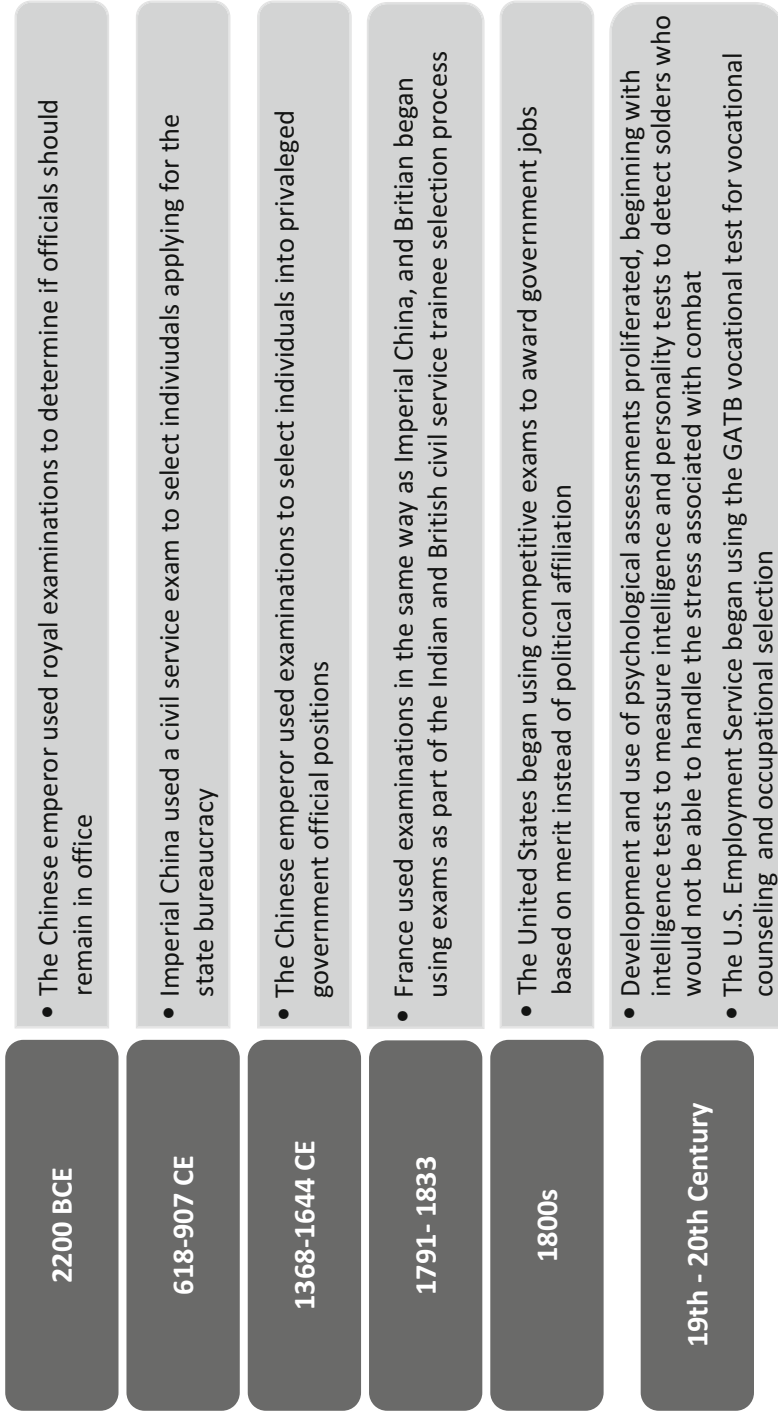 2200 BCE
• The Chinese emperor used royal examinations to determine if officials should
remain in office
618-907 CE
• Imperial China used a civil service exam to select indiviudals applying for the
state bureaucracy
1368-1644 CE
• The Chinese emperor used examinations to select individuals into privaleged
government official positions
1791- 1833
• France used examinations in the same way as Imperial China, and Britian began
using exams as part of the Indian and British civil service trainee selection process
1800s
• The United States began using competitive exams to award government jobs
based on merit instead of political affiliation
19th - 20th Century
• Development and use of psychological assessments proliferated, beginning with
intelligence tests to measure intelligence and personality tests to detect solders who
would not be able to handle the stress associated with combat
• The U.S. Employment Service began using the GATB vocational test for vocational
counseling and occupational selection